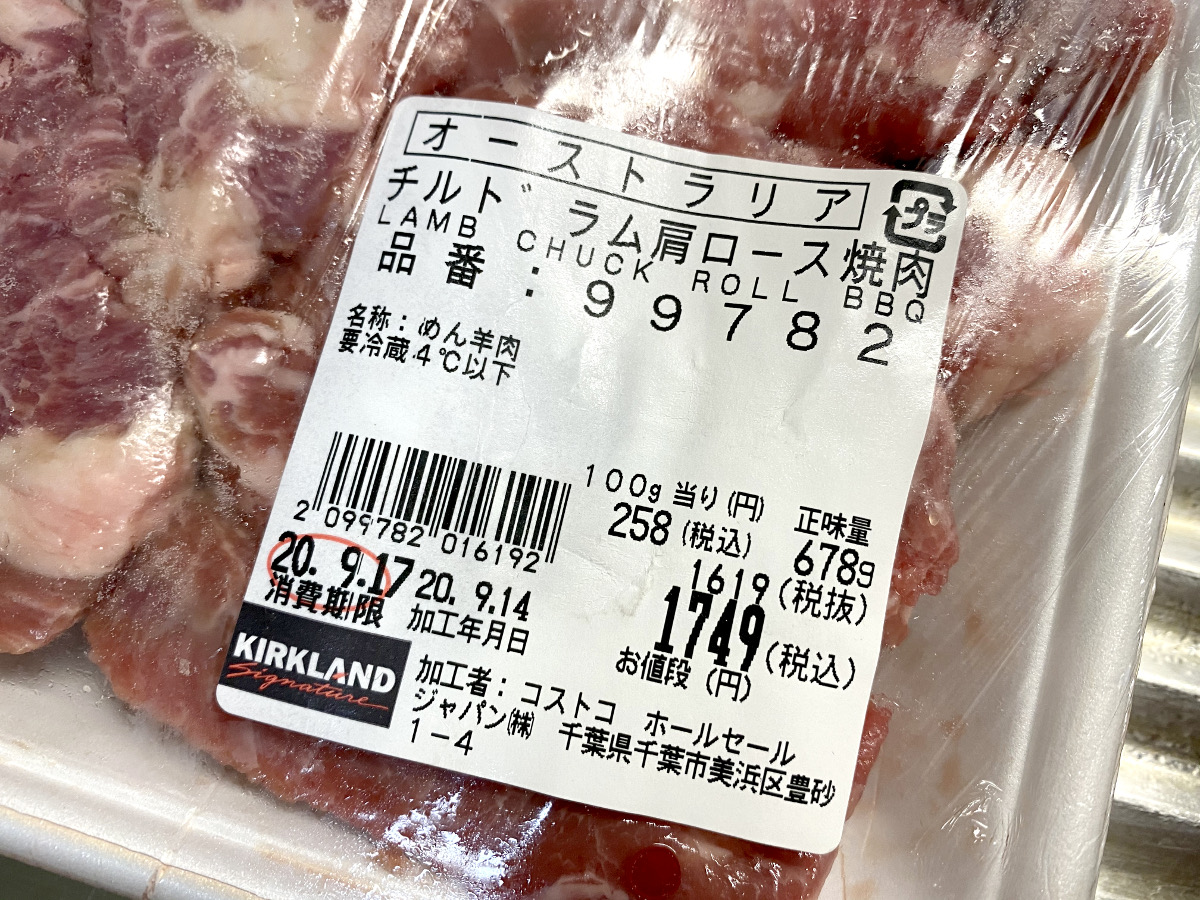 オーストラリア
プラ
チルド ラム肩ロース焼肉
LAMB CHUCK ROLL BBQ
品番:99782
名称:めん羊肉
要冷蔵4℃以下
2 099782 016192
100g当り(円)
258(税込)
正味量
678g
1619(税抜)
1749(税込)
お値段(円)
20. 9.17
消費期限
20. 9.14
加工年月日
KIRKLAND
Signature
加工者:コストコ ホールセール
ジャパン㈱ 千葉県千葉市美浜区豊砂
1-4